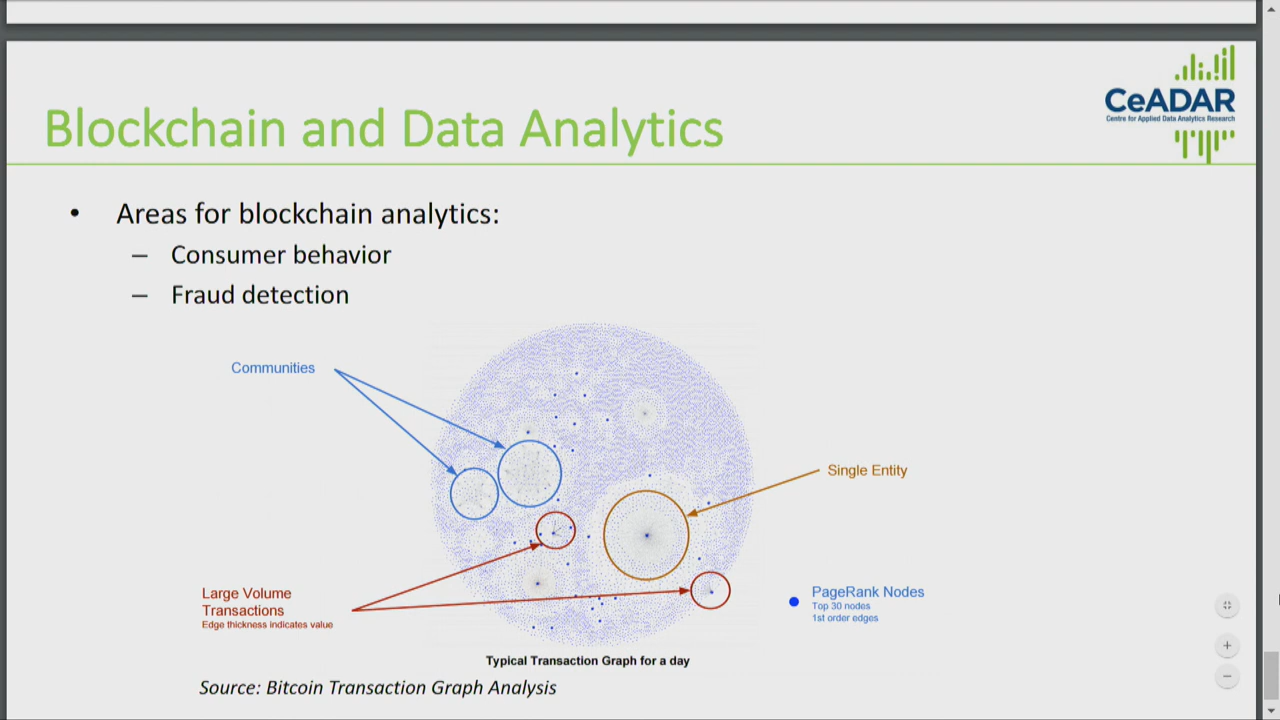 CeADAR
Centre for Applied Data Analytics Research
Blockchain and Data Analytics
• Areas for blockchain analytics:
– Consumer behavior
– Fraud detection
Communities
Single Entity
Large Volume
Transactions
Edge thickness indicates value
PageRank Nodes
Top 30 nodes
1st order edges
Typical Transaction Graph for a day
Source: Bitcoin Transaction Graph Analysis